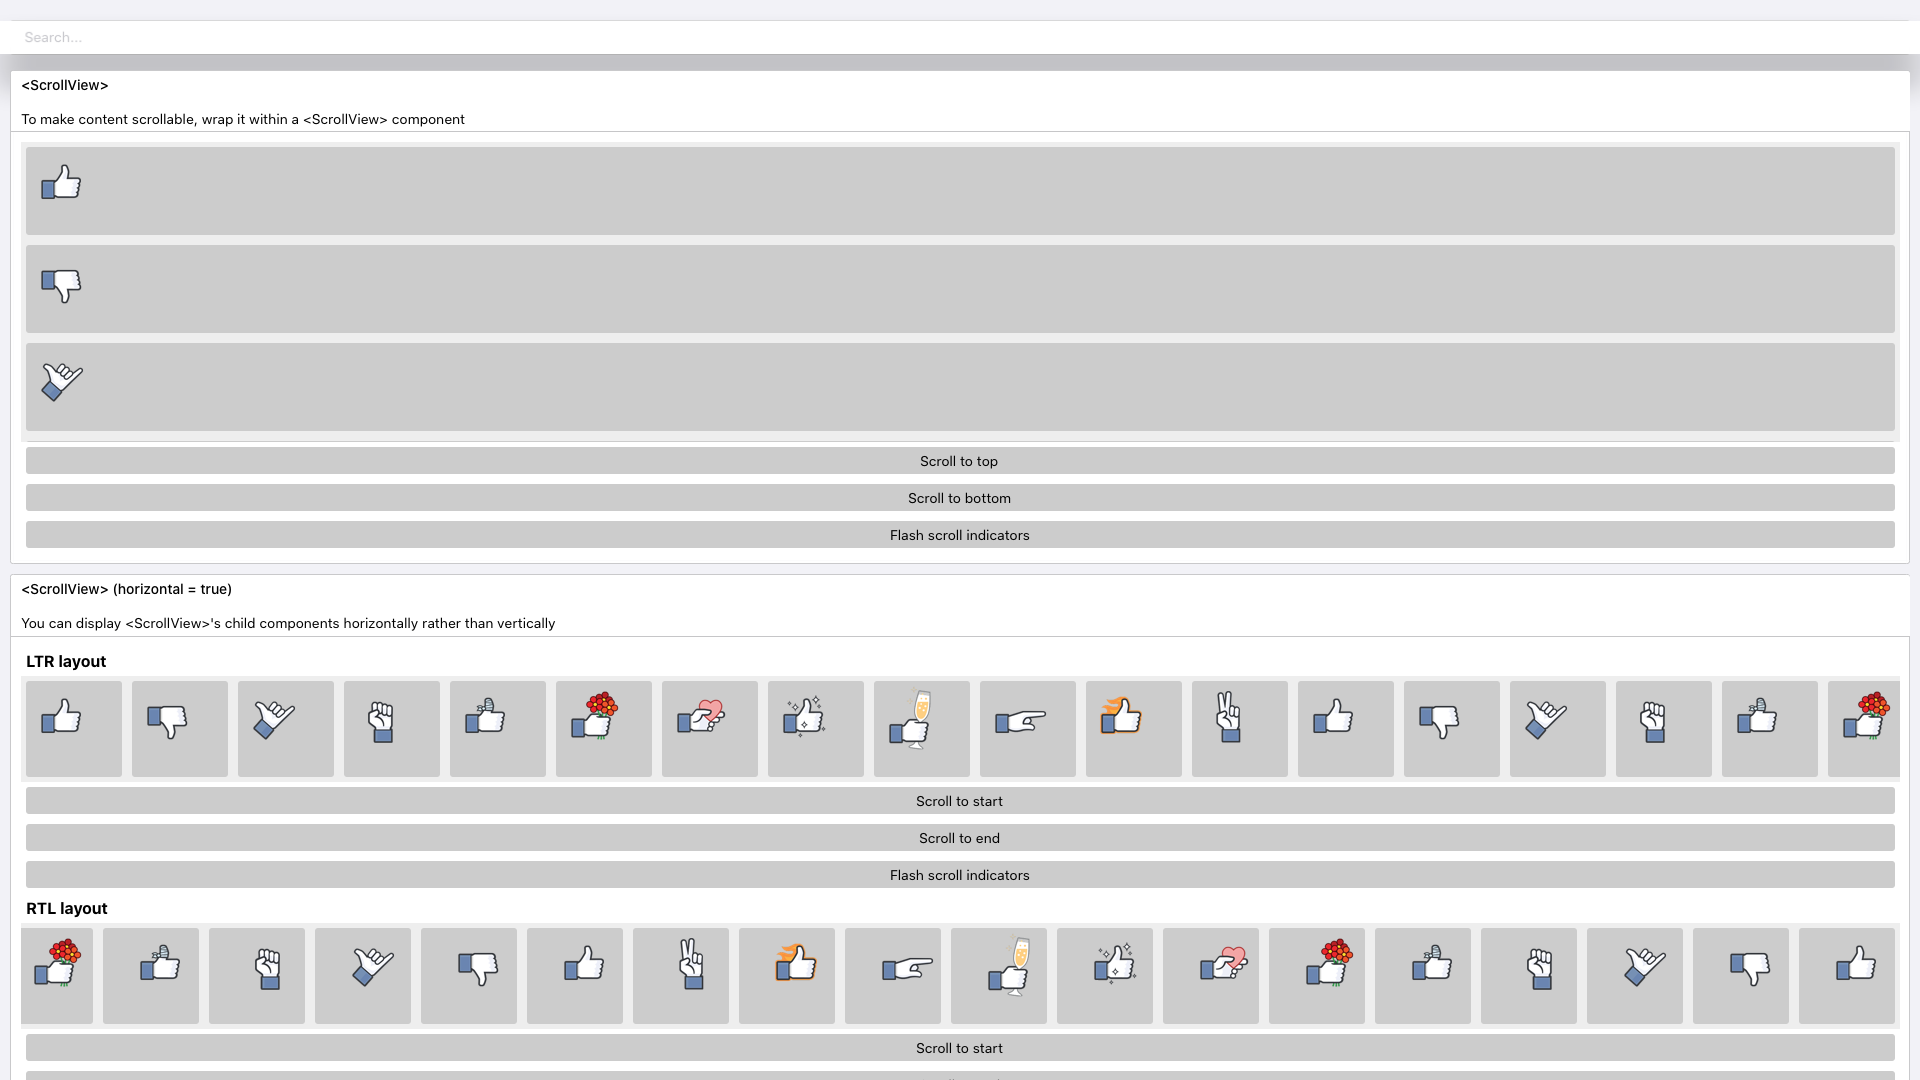 Search...
<ScrollView>
To make content scrollable, wrap it within a <ScrollView> component
Scroll to top
Scroll to bottom
Flash scroll indicators
<ScrollView> (horizontal = true)
You can display <ScrollView>'s child components horizontally rather than vertically
LTR layout
Scroll to start
Scroll to end
Flash scroll indicators
RTL layout
Scroll to start